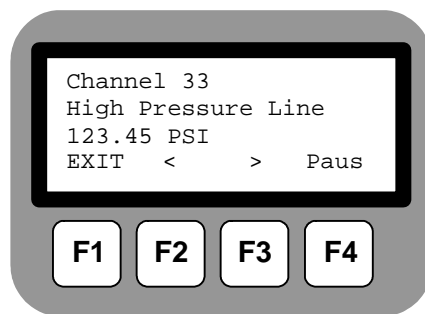 Channel 33
High Pressure Line
123.45 PSI
EXIT < > Paus
F1 F2 F3 F4